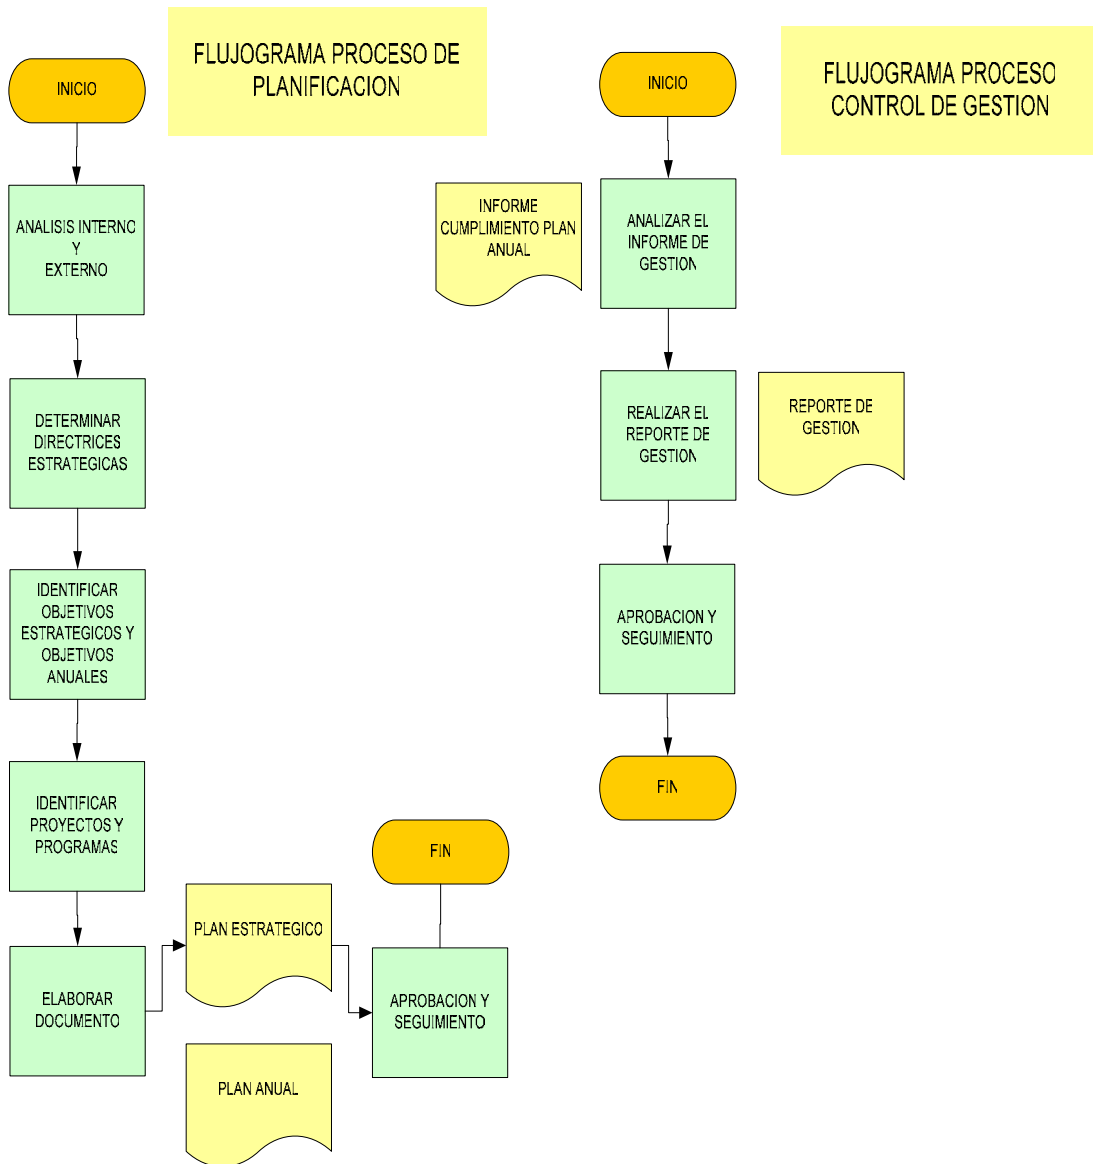 FLUJOGRAMA PROCESO DE
PLANIFICACION
INICIO
ANALISIS INTERNO
Y
EXTERNO
DETERMINAR
DIRECTRICES
ESTRATEGICAS
IDENTIFICAR
OBJETIVOS
ESTRATEGICOS Y
OBJETIVOS
ANUALES
IDENTIFICAR
PROYECTOS Y
PROGRAMAS
ELABORAR
DOCUMENTO
PLAN ESTRATEGICO
PLAN ANUAL
APROBACION Y
SEGUIMIENTO
FIN
FLUJOGRAMA PROCESO
CONTROL DE GESTION
INICIO
INFORME
CUMPLIMIENTO PLAN
ANUAL
ANALIZAR EL
INFORME DE
GESTION
REALIZAR EL
REPORTE DE
GESTION
REPORTE DE
GESTION
APROBACION Y
SEGUIMIENTO
FIN